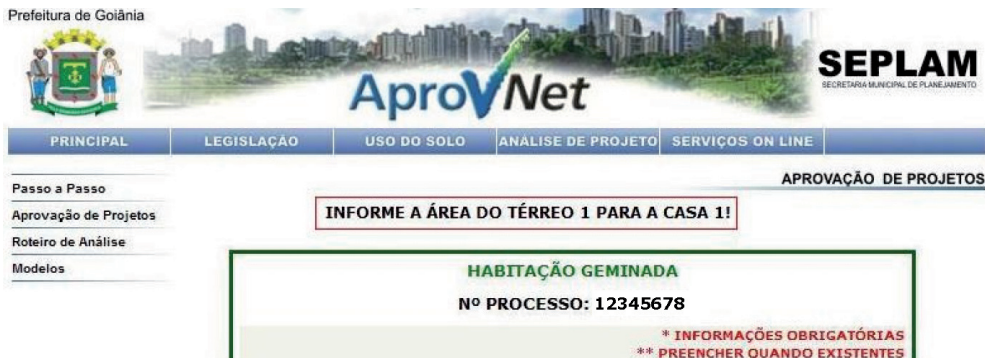 Prefeitura de Goiânia
AprovNet
SEPLAM
SECRETARIA MUNICIPAL DE PLANEJAMENTO
PRINCIPAL
LEGISLAÇÃO
USO DO SOLO
ANÁLISE DE PROJETO
SERVIÇOS ON LINE
APROVAÇÃO DE PROJETOS
Passo a Passo
Aprovação de Projetos
Roteiro de Análise
Modelos
INFORME A ÁREA DO TÉRREO 1 PARA A CASA 1!
HABITAÇÃO GEMINADA
Nº PROCESSO: 12345678
* INFORMAÇÕES OBRIGATÓRIAS
** PREENCHER QUANDO EXISTENTES